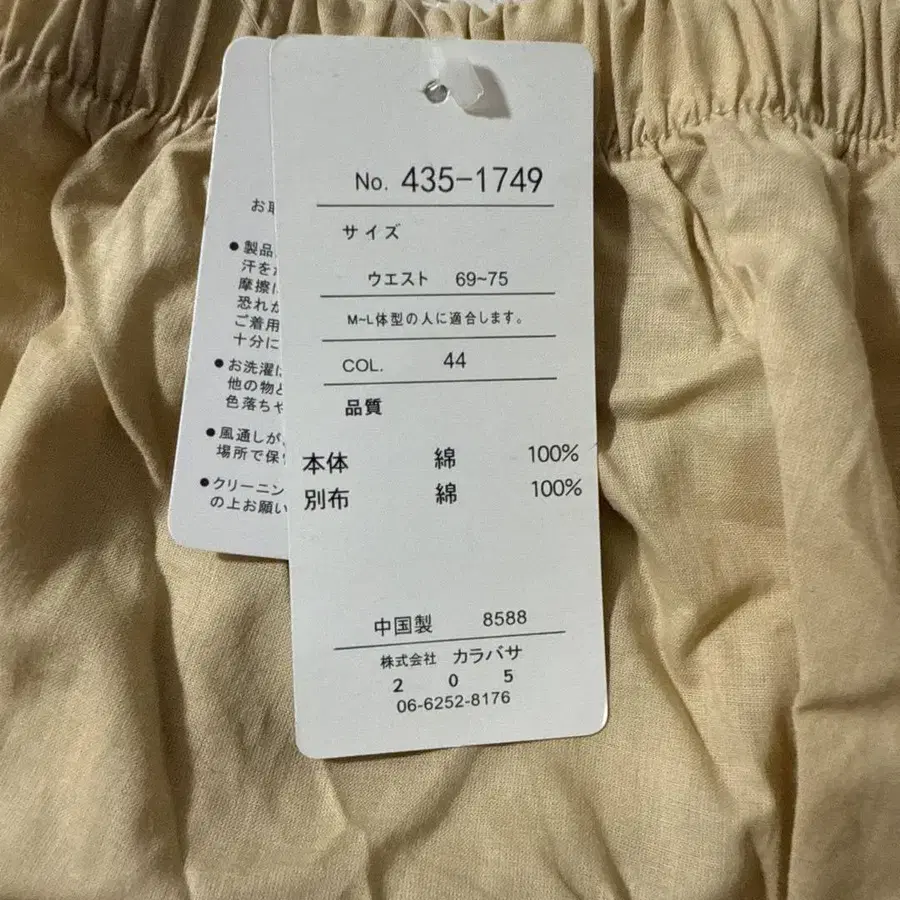 No. 435-1749
サイズ
ウエスト 69~75
M~L体型の人に適合します。
COL. 44
品質
本体 綿 100%
別布 綿 100%
中国製 8588
株式会社 カラバサ
2 0 5
06-6252-8176
お取
●製品
汗を
摩擦
恐れが
ご着用
十分に
●お洗濯は
他の物と
色落ちゃ
●風通しが
場所で保
●クリーニン
の上お願い